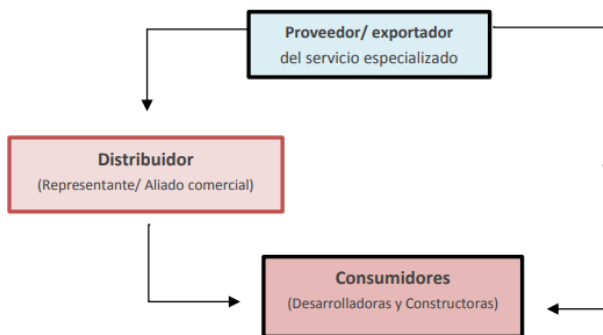 Proveedor/ exportador
del servicio especializado
Distribuidor
(Representante/ Aliado comercial)
Consumidores
(Desarrolladoras y Constructoras)